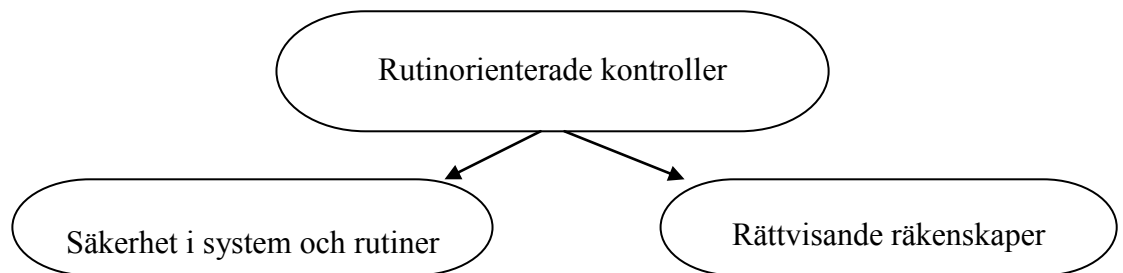 Rutinorienterade kontroller
Säkerhet i system och rutiner
Rättvisande räkenskaper